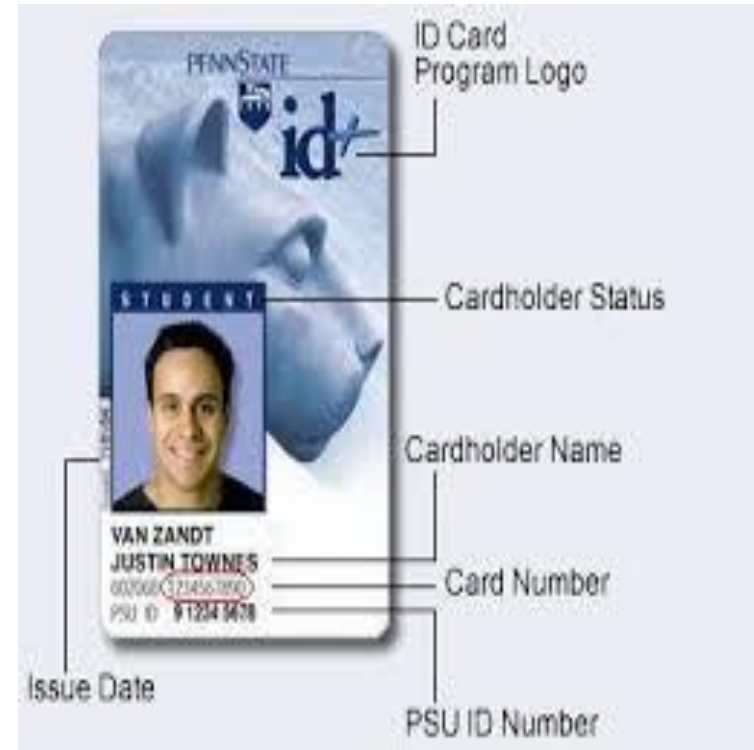 ID Card
Program Logo
PENNSTATE
id+
Cardholder Status
STUDENT
Cardholder Name
VAN ZANDT
JUSTIN TOWNES
1234567890
Card Number
PSU ID 9 1234 5678
Issue Date
PSU ID Number